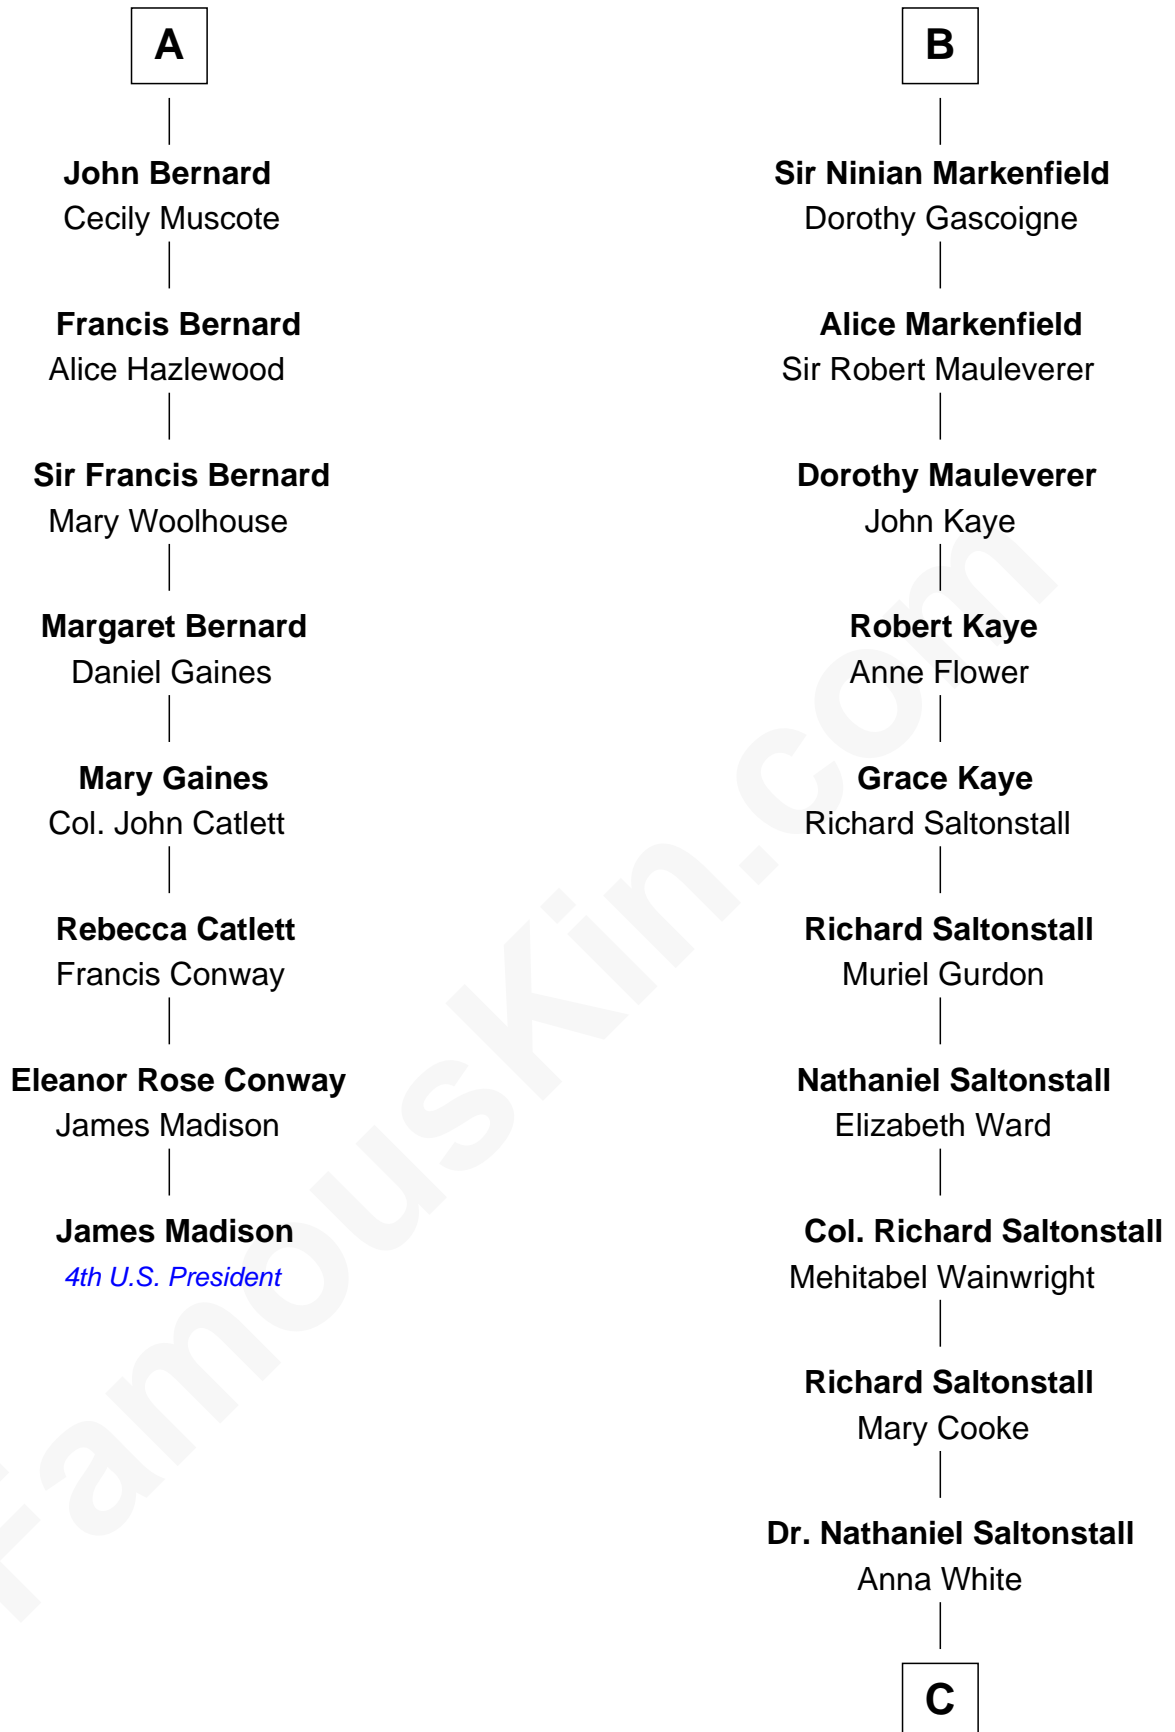 A
John Bernard
Cecily Muscote
Francis Bernard
Alice Hazlewood
Sir Francis Bernard
Mary Woolhouse
Margaret Bernard
Daniel Gaines
Mary Gaines
Col. John Catlett
Rebecca Catlett
Francis Conway
Eleanor Rose Conway
James Madison
James Madison
4th U.S. President
B
Sir Ninian Markenfield
Dorothy Gascoigne
Alice Markenfield
Sir Robert Mauleverer
Dorothy Mauleverer
John Kaye
Robert Kaye
Anne Flower
Grace Kaye
Richard Saltonstall
Richard Saltonstall
Muriel Gurdon
Nathaniel Saltonstall
Elizabeth Ward
Col. Richard Saltonstall
Mehitabel Wainwright
Richard Saltonstall
Mary Cooke
Dr. Nathaniel Saltonstall
Anna White
C
FamousKin.com